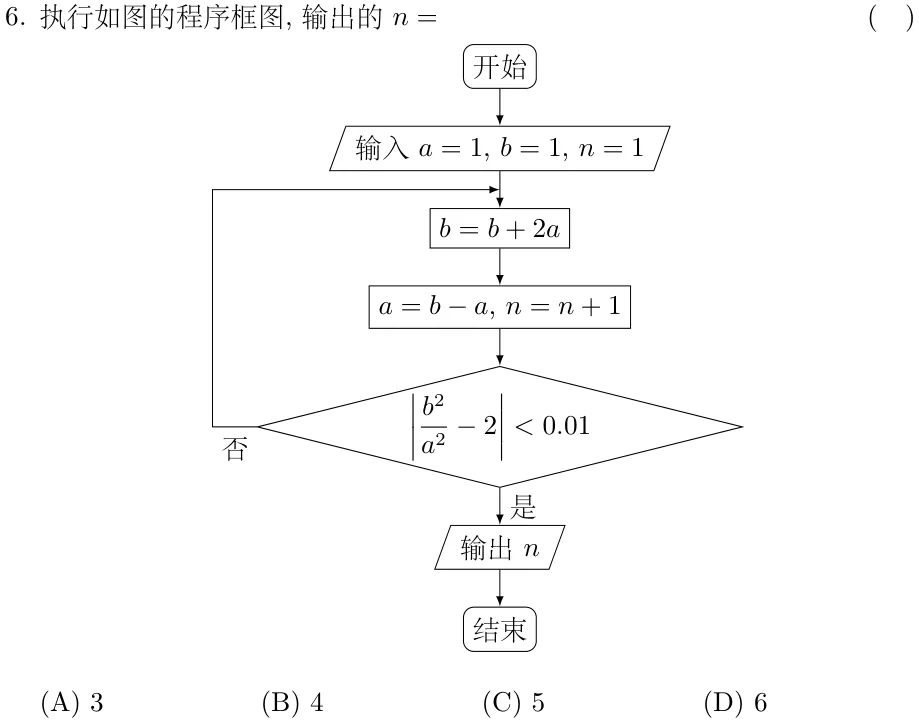 6. 执行如图的程序框图, 输出的 n = (  )
开始
输入 a = 1, b = 1, n = 1
b = b + 2a
a = b − a, n = n + 1
|b²/a² − 2| < 0.01
否
是
输出 n
结束
(A) 3 (B) 4 (C) 5 (D) 6